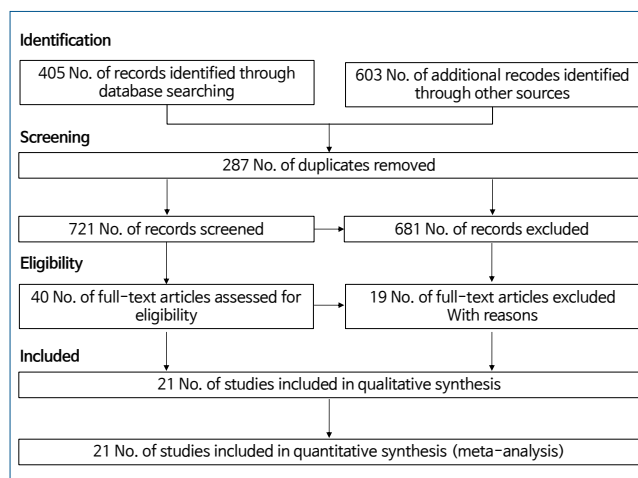 Identification
405 No. of records identified through
database searching
603 No. of additional recodes identified
through other sources
Screening
287 No. of duplicates removed
721 No. of records screened
681 No. of records excluded
Eligibility
40 No. of full-text articles assessed for
eligibility
19 No. of full-text articles excluded
With reasons
Included
21 No. of studies included in qualitative synthesis
21 No. of studies included in quantitative synthesis (meta-analysis)